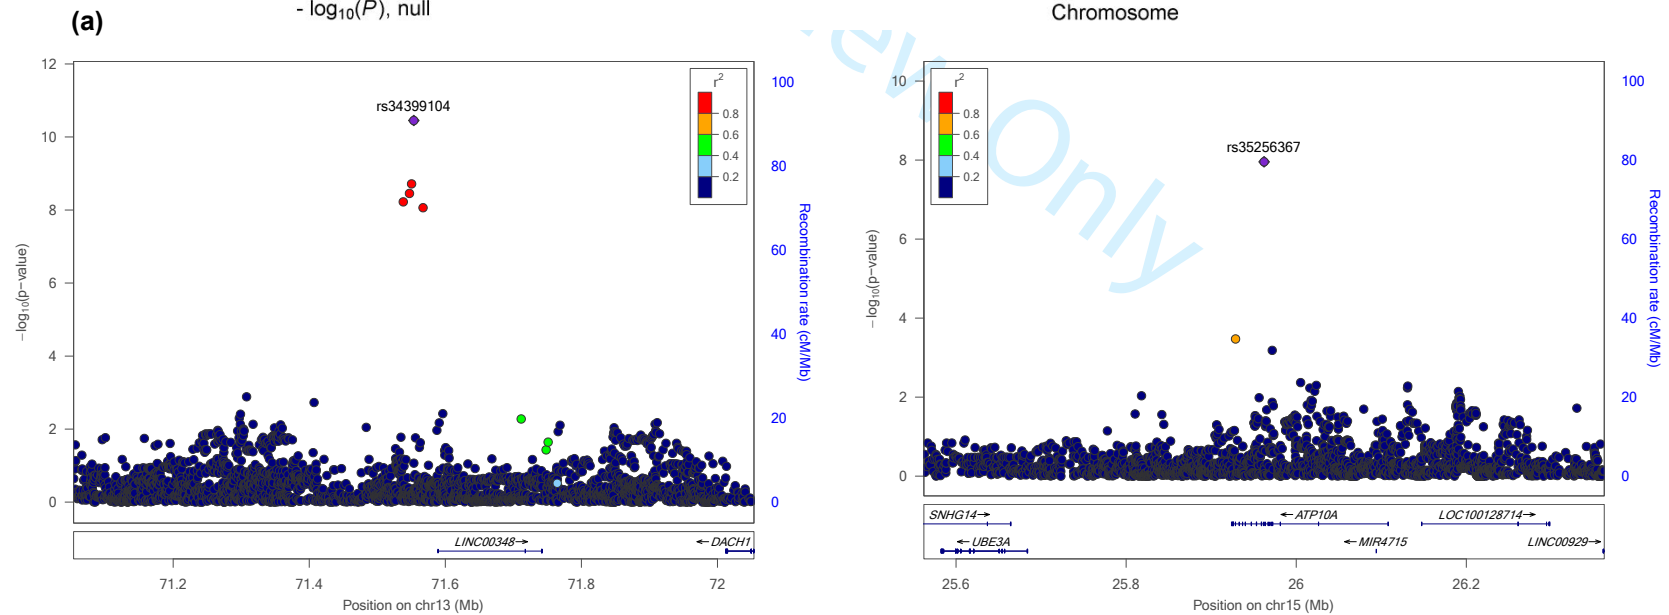 - log10(P), null
Chromosome
(a)
12
10
8
6
4
2
0
−log10(p−value)
rs34399104
r2
0.8
0.6
0.4
0.2
100
80
60
40
20
0
Recombination rate (cM/Mb)
LINC00348→
←DACH1
71.2
71.4
71.6
71.8
72
Position on chr13 (Mb)
ew Only
10
8
6
4
2
0
−log10(p−value)
r2
0.8
0.6
0.4
0.2
rs35256367
100
80
60
40
20
0
Recombination rate (cM/Mb)
SNHG14→
←ATP10A
LOC100128714→
←UBE3A
←MIR4715
LINC00929→
25.6
25.8
26
26.2
Position on chr15 (Mb)